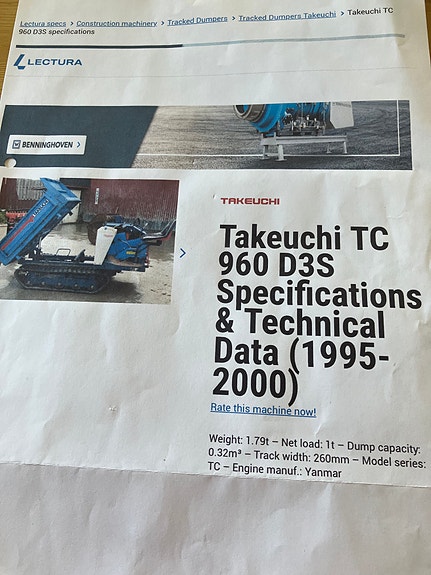 Lectura specs > Construction machinery > Tracked Dumpers > Tracked Dumpers Takeuchi > Takeuchi TC
960 D3S specifications
LECTURA
BENNINGHOVEN >
TAKEUCHI
Takeuchi TC
960 D3S
Specifications
& Technical
Data (1995-
2000)
Rate this machine now!
Weight: 1.79t – Net load: 1t – Dump capacity:
0.32m³ – Track width: 260mm – Model series:
TC – Engine manuf.: Yanmar